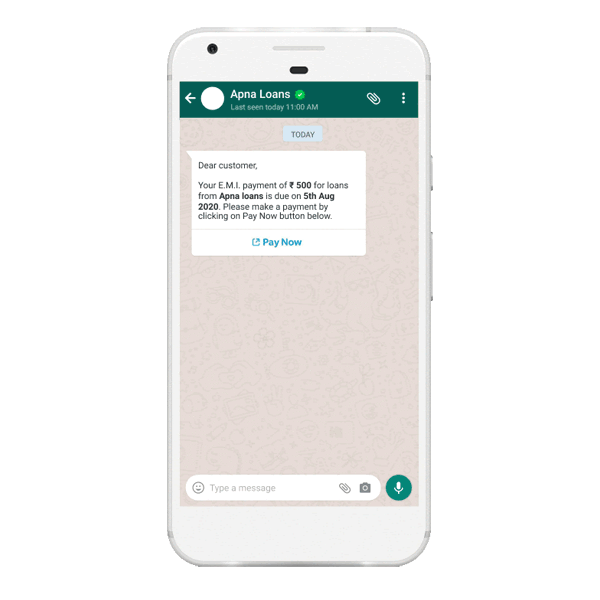 Apna Loans
Last seen today 11:00 AM
TODAY
Dear customer,
Your E.M.I. payment of ₹ 500 for loans
from Apna loans is due on 5th Aug
2020. Please make a payment by
clicking on Pay Now button below.
Pay Now
Type a message